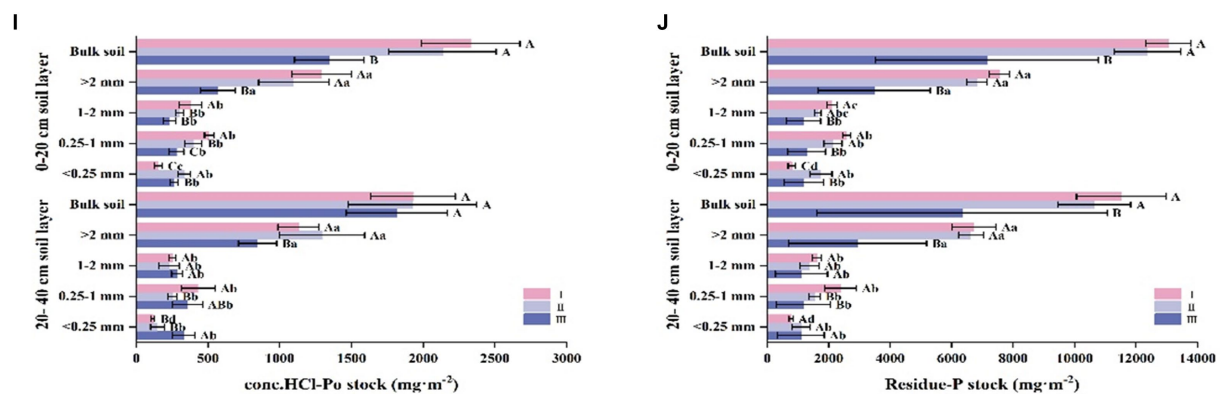 I
0-20 cm soil layer
Bulk soil
A
A
B
>2 mm
Aa
Aa
Ba
1-2 mm
Ab
Bb
Bb
0.25-1 mm
Ab
Bb
Cb
<0.25 mm
Cc
Ab
Bb
20- 40 cm soil layer
Bulk soil
A
A
A
>2 mm
Aa
Aa
Ba
1-2 mm
Ab
Ab
Ab
0.25-1 mm
Ab
Bb
ABb
<0.25 mm
Bd
Bb
Ab
I
II
III
0 500 1000 1500 2000 2500 3000
conc.HCl-Po stock (mg·m-2)
J
0-20 cm soil layer
Bulk soil
A
A
B
>2 mm
Aa
Aa
Ba
1-2 mm
Ac
Abc
Bb
0.25-1 mm
Ab
Ab
Bb
<0.25 mm
Cd
Ab
Bb
20- 40 cm soil layer
Bulk soil
A
A
B
>2 mm
Aa
Aa
Ba
1-2 mm
Ab
Ab
Ab
0.25-1 mm
Ab
Bb
Bb
<0.25 mm
Ad
Ab
Ab
I
II
III
0 2000 4000 6000 8000 10000 12000 14000
Residue-P stock (mg·m-2)